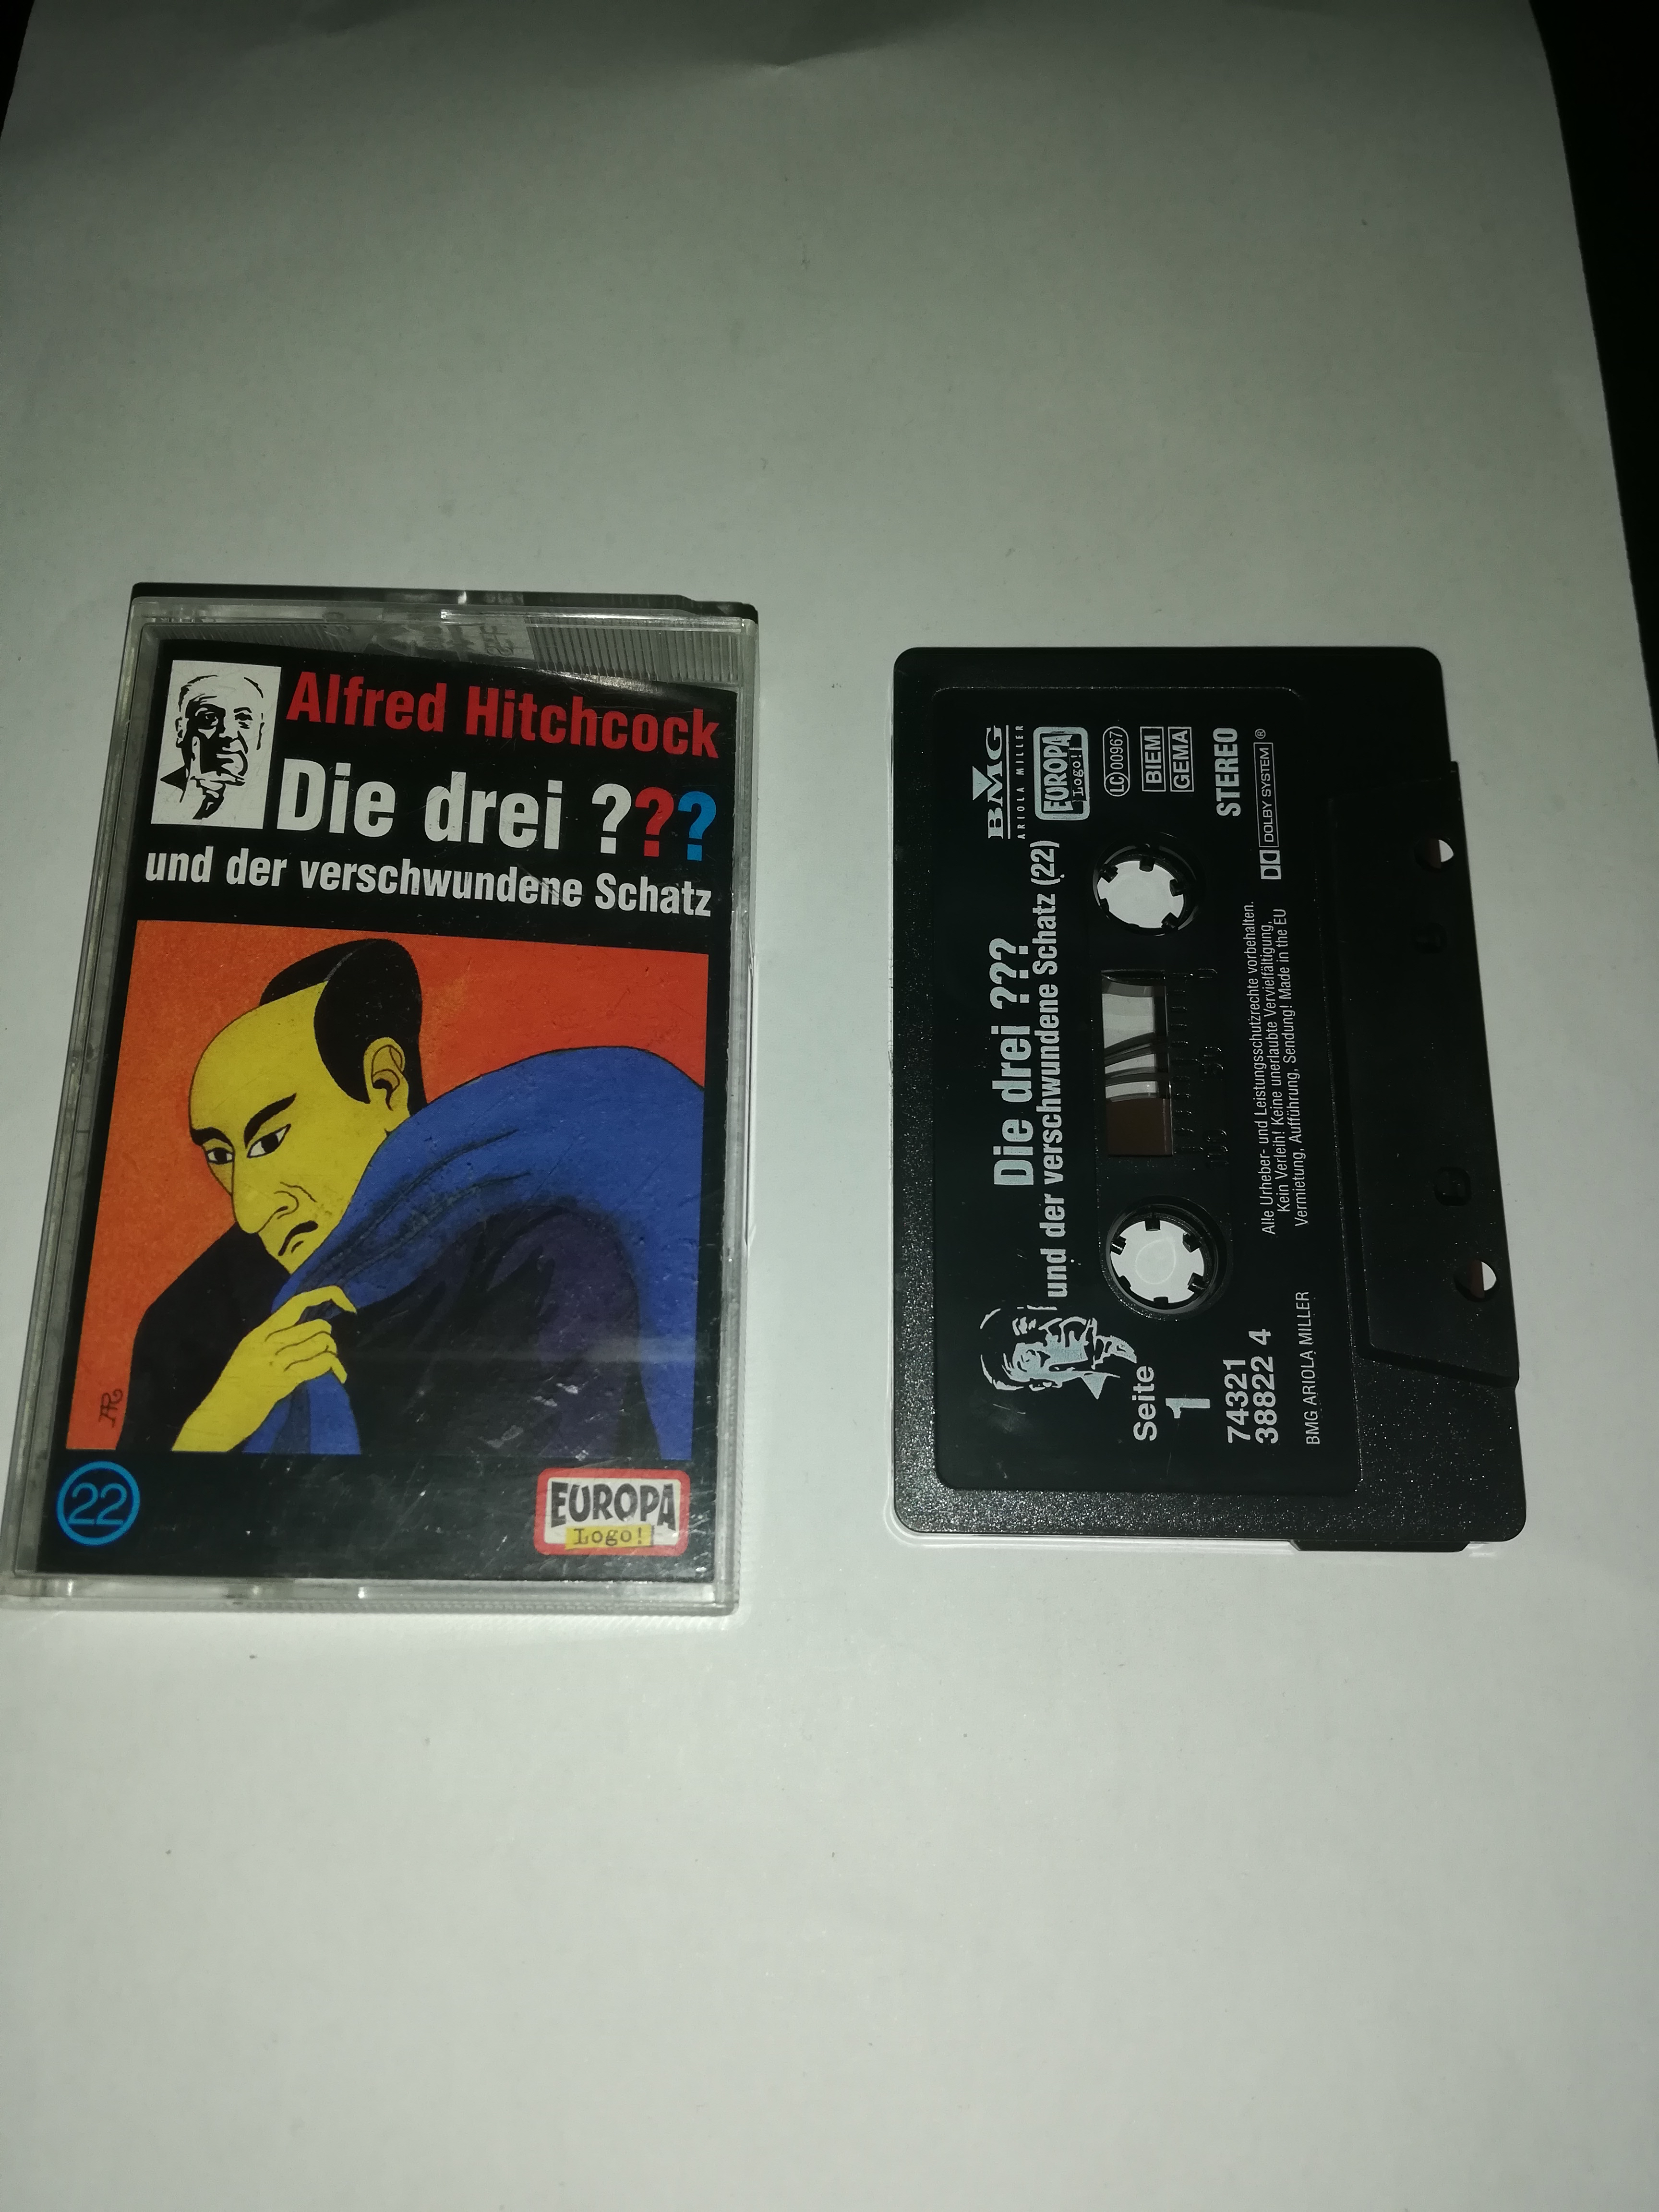 Alfred Hitchcock
Die drei ???
und der verschwundene Schatz
AR
22
EUROPA
Logo!
Die drei ???
und der verschwundene Schatz (22)
BMG
ARIOLA MILLER
EUROPA
Logo!
LC 00967
BIEM
GEMA
STEREO
DOLBY SYSTEM ®
Seite
1
74321
38822 4
BMG ARIOLA MILLER
Alle Urheber- und Leistungsschutzrechte vorbehalten.
Kein Verleih! Keine unerlaubte Vervielfältigung,
Vermietung, Aufführung, Sendung! Made in the EU